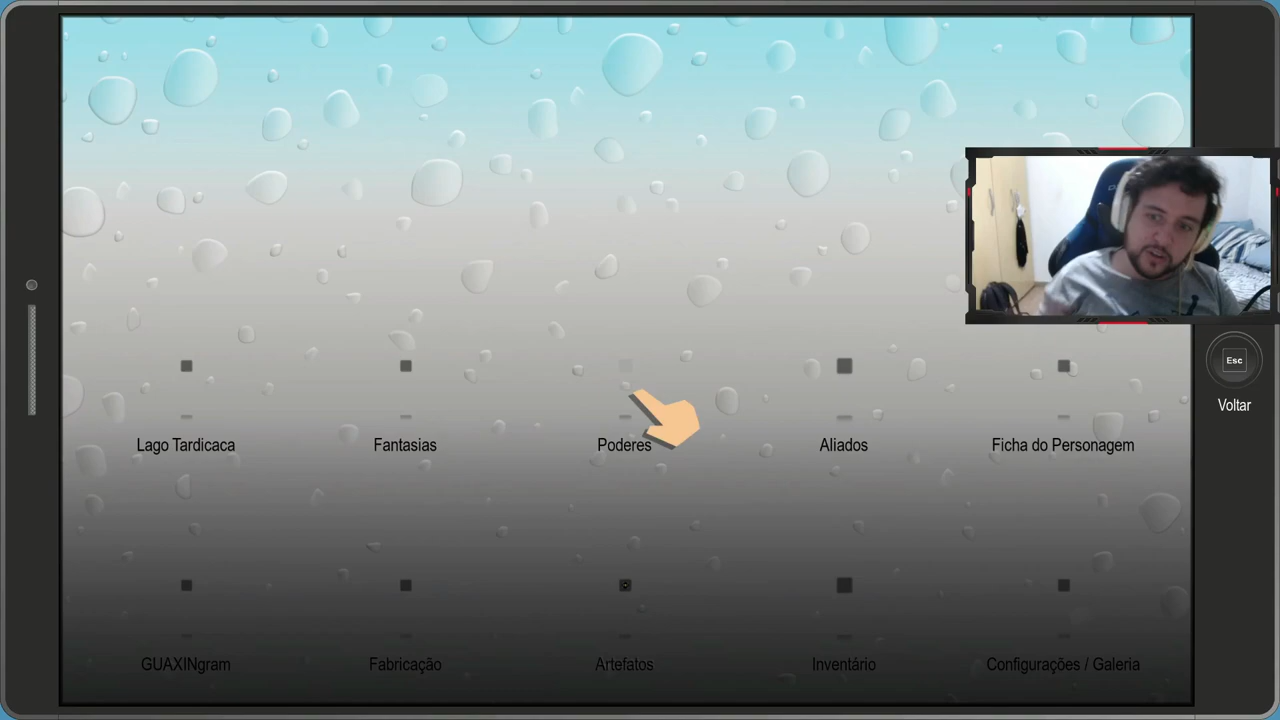 Esc
Voltar
Lago Tardicaca
Fantasias
Poderes
Aliados
Ficha do Personagem
GUAXINgram
Fabricação
Artefatos
Inventário
Configurações / Galeria